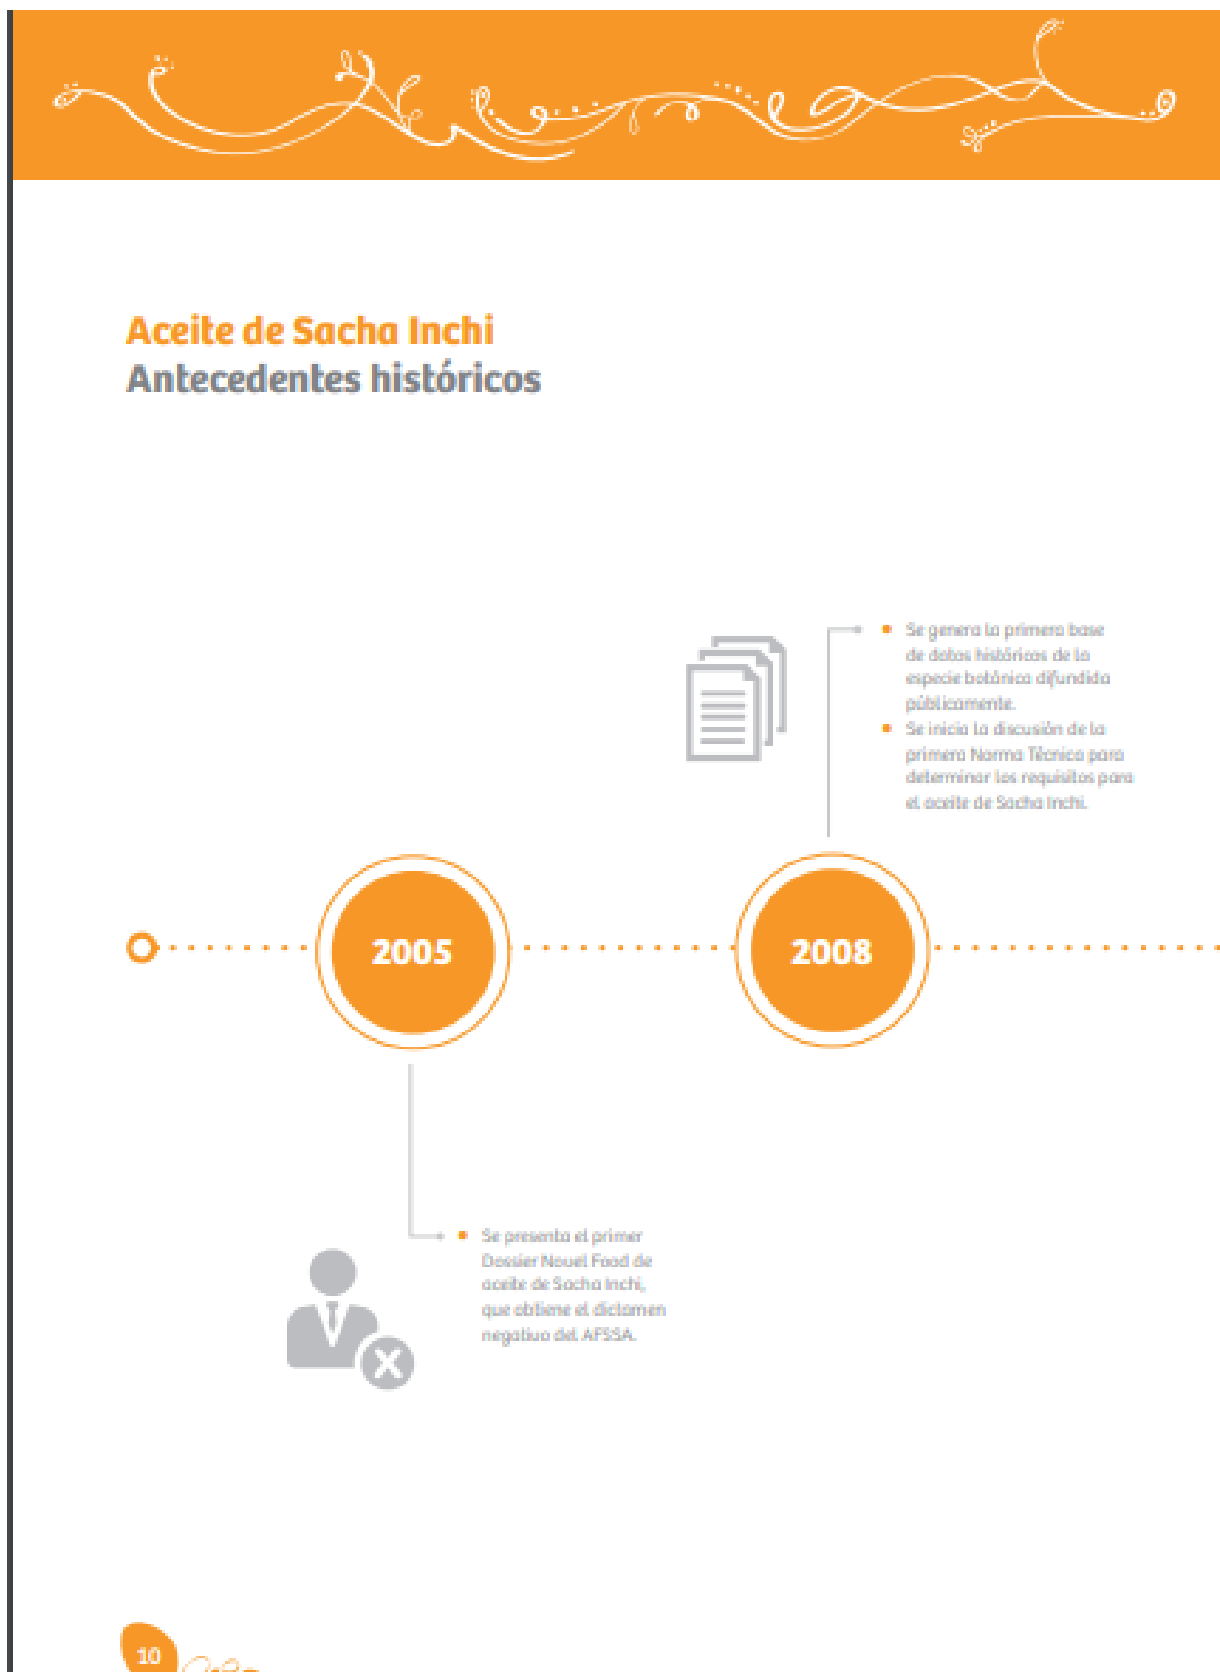 Aceite de Sacha Inchi
Antecedentes históricos
Se genera la primera base
de datos históricos de la
especie botánica difundida
públicamente.
Se inicia la discusión de la
primera Norma Técnica para
determinar los requisitos para
el aceite de Sacha Inchi.
2005
2008
Se presenta el primer
Dossier Novel Food de
aceite de Sacha Inchi,
que obtiene el dictamen
negativo del AFSSA.
10